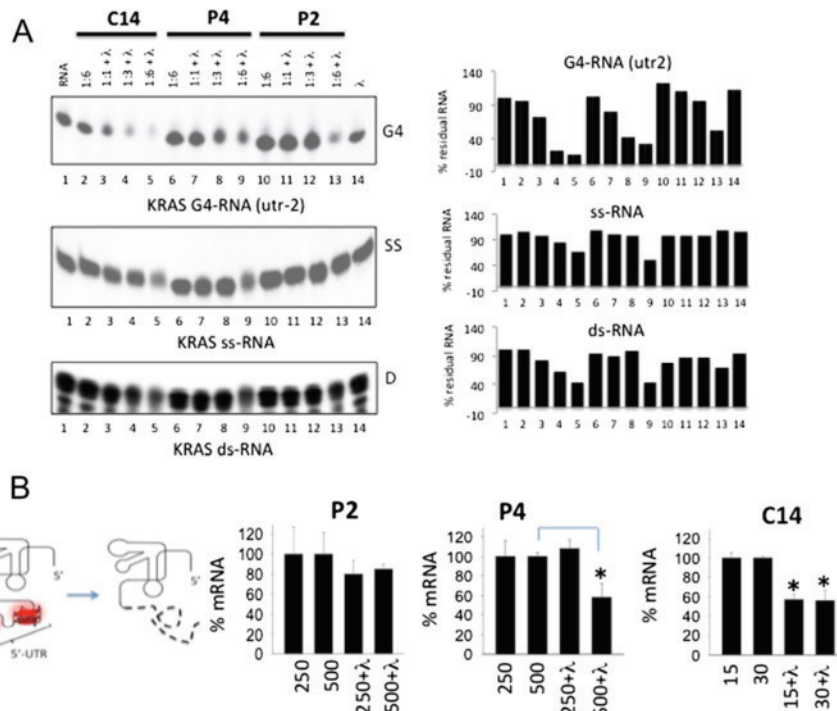 A
C14 P4 P2
RNA 1:6 1:1 + λ 1:3 + λ 1:6 + λ 1:6 1:1 + λ 1:3 + λ 1:6 + λ 1:6 1:1 + λ 1:3 + λ 1:6 + λ λ
G4
1 2 3 4 5 6 7 8 9 10 11 12 13 14
KRAS G4-RNA (utr-2)
SS
1 2 3 4 5 6 7 8 9 10 11 12 13 14
KRAS ss-RNA
D
1 2 3 4 5 6 7 8 9 10 11 12 13 14
KRAS ds-RNA
G4-RNA (utr2)
% residual RNA
140
90
40
-10
1 2 3 4 5 6 7 8 9 10 11 12 13 14
ss-RNA
% residual RNA
140
90
40
-10
1 2 3 4 5 6 7 8 9 10 11 12 13 14
ds-RNA
% residual RNA
140
90
40
-10
1 2 3 4 5 6 7 8 9 10 11 12 13 14
B
5'
5'
5'-UTR
P2
% mRNA
120
100
80
60
40
20
0
250 500 250+λ 500+λ
P4
% mRNA
120
100
80
60
40
20
0
*
250 500 250+λ 500+λ
C14
% mRNA
120
100
80
60
40
20
0
* *
15 30 15+λ 30+λ